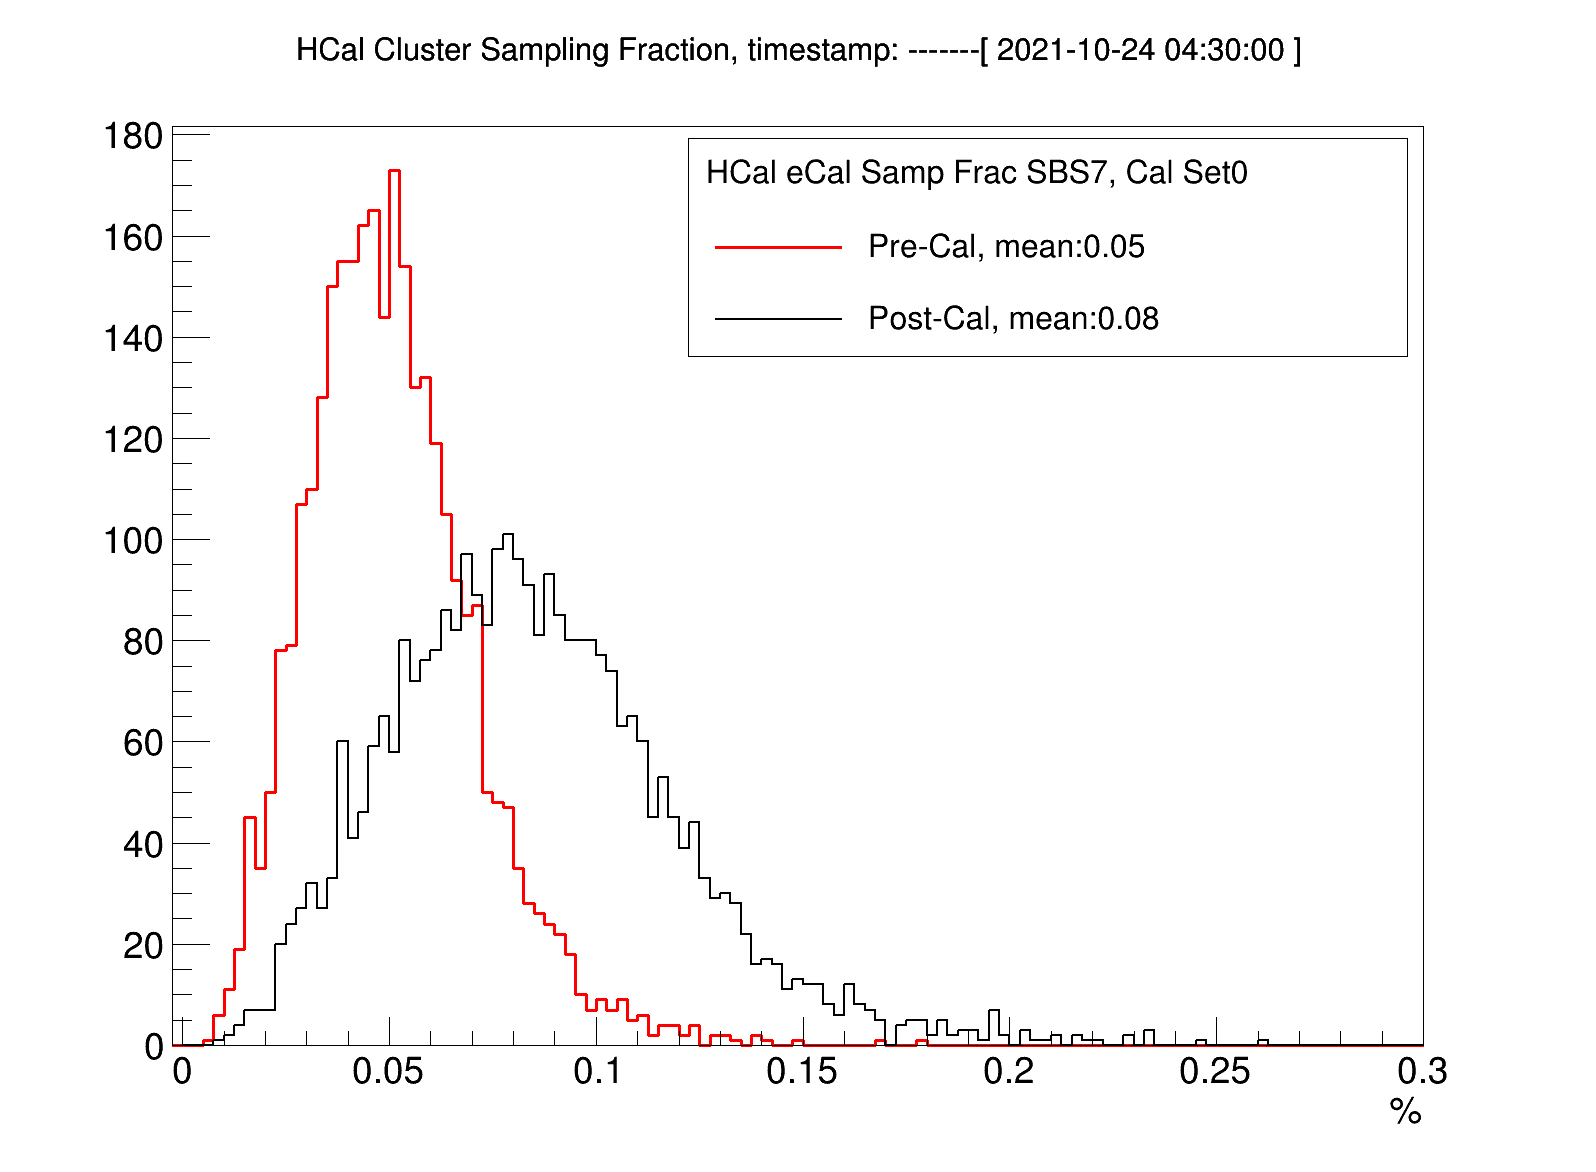 HCal Cluster Sampling Fraction, timestamp: -------[ 2021-10-24 04:30:00 ]
HCal eCal Samp Frac SBS7, Cal Set0
Pre-Cal, mean:0.05
Post-Cal, mean:0.08
180
160
140
120
100
80
60
40
20
0
0 0.05 0.1 0.15 0.2 0.25 0.3
%